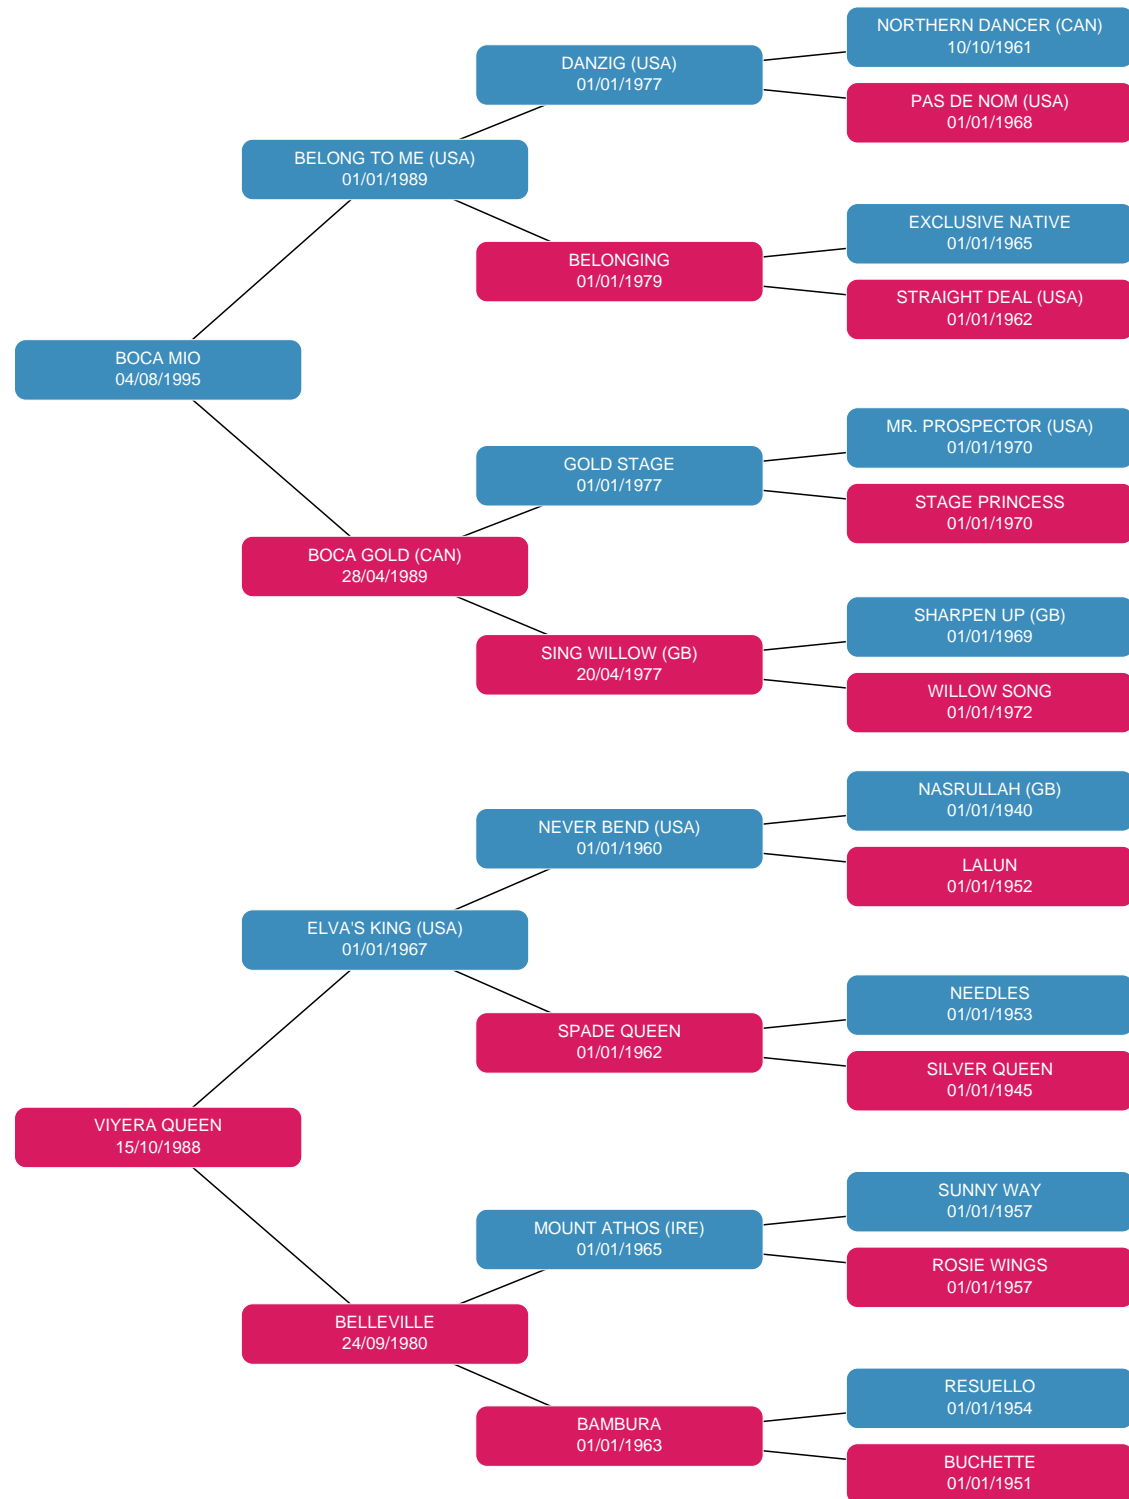 NORTHERN DANCER (CAN)
10/10/1961
DANZIG (USA)
01/01/1977
PAS DE NOM (USA)
01/01/1968
BELONG TO ME (USA)
01/01/1989
EXCLUSIVE NATIVE
01/01/1965
BELONGING
01/01/1979
STRAIGHT DEAL (USA)
01/01/1962
BOCA MIO
04/08/1995
MR. PROSPECTOR (USA)
01/01/1970
GOLD STAGE
01/01/1977
STAGE PRINCESS
01/01/1970
BOCA GOLD (CAN)
28/04/1989
SHARPEN UP (GB)
01/01/1969
SING WILLOW (GB)
20/04/1977
WILLOW SONG
01/01/1972
NASRULLAH (GB)
01/01/1940
NEVER BEND (USA)
01/01/1960
LALUN
01/01/1952
ELVA'S KING (USA)
01/01/1967
NEEDLES
01/01/1953
SPADE QUEEN
01/01/1962
SILVER QUEEN
01/01/1945
VIYERA QUEEN
15/10/1988
SUNNY WAY
01/01/1957
MOUNT ATHOS (IRE)
01/01/1965
ROSIE WINGS
01/01/1957
BELLEVILLE
24/09/1980
RESUELLO
01/01/1954
BAMBURA
01/01/1963
BUCHETTE
01/01/1951